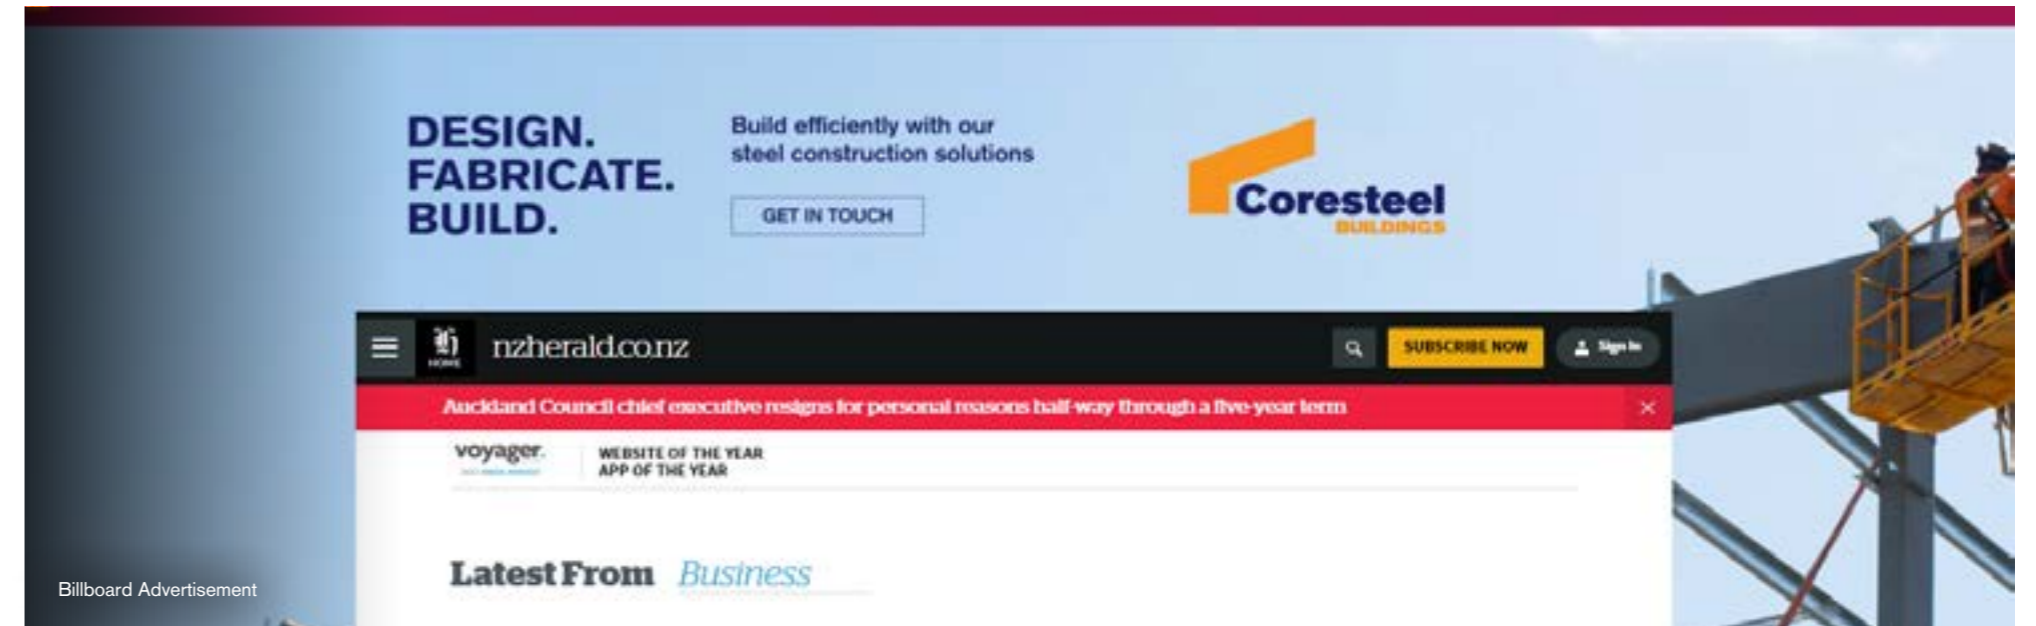 DESIGN.
FABRICATE.
BUILD.
Build efficiently with our
steel construction solutions
GET IN TOUCH
Coresteel
BUILDINGS
HOME
nzherald.co.nz
SUBSCRIBE NOW
Sign In
Auckland Council chief executive resigns for personal reasons half-way through a five-year term
voyager.
WEBSITE OF THE YEAR
APP OF THE YEAR
Latest From Business
Billboard Advertisement